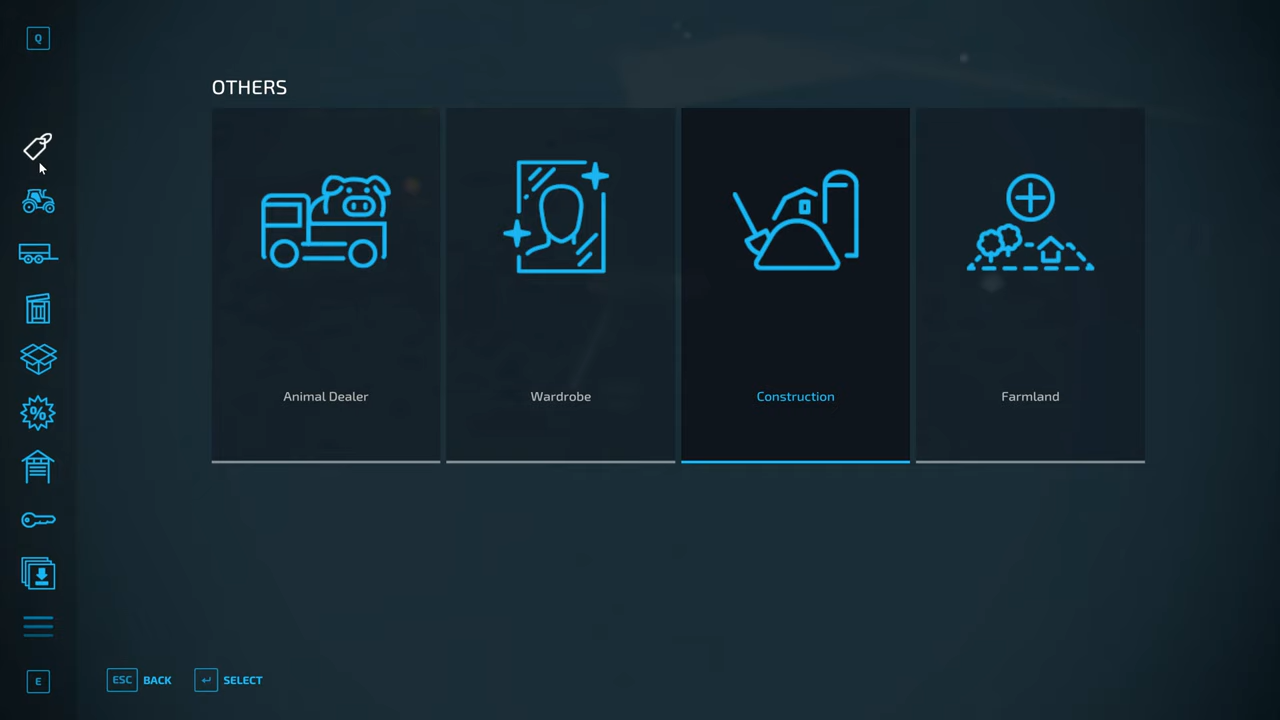 Q
OTHERS
%
Animal Dealer
Wardrobe
Construction
Farmland
E
ESC BACK
SELECT